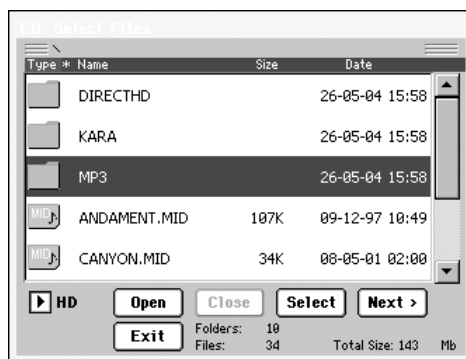 CD: Select Files
Type * Name Size Date
DIRECTHD 26-05-04 15:58
KARA 26-05-04 15:58
MP3 26-05-04 15:58
MID ANDAMENT.MID 107K 09-12-97 10:49
MID CANYON.MID 34K 08-05-01 02:00
HD Open Close Select Next >
Exit Folders: 10
Files: 34 Total Size: 143 Mb